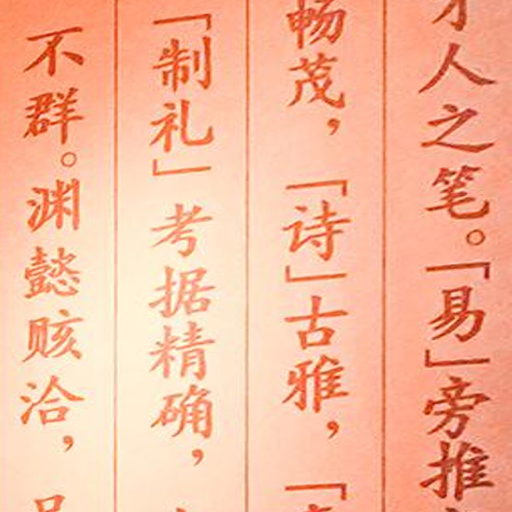 人之笔。「易」旁推
畅茂，「诗」古雅，「
「制礼」考据精确，
不群。渊懿赅洽，